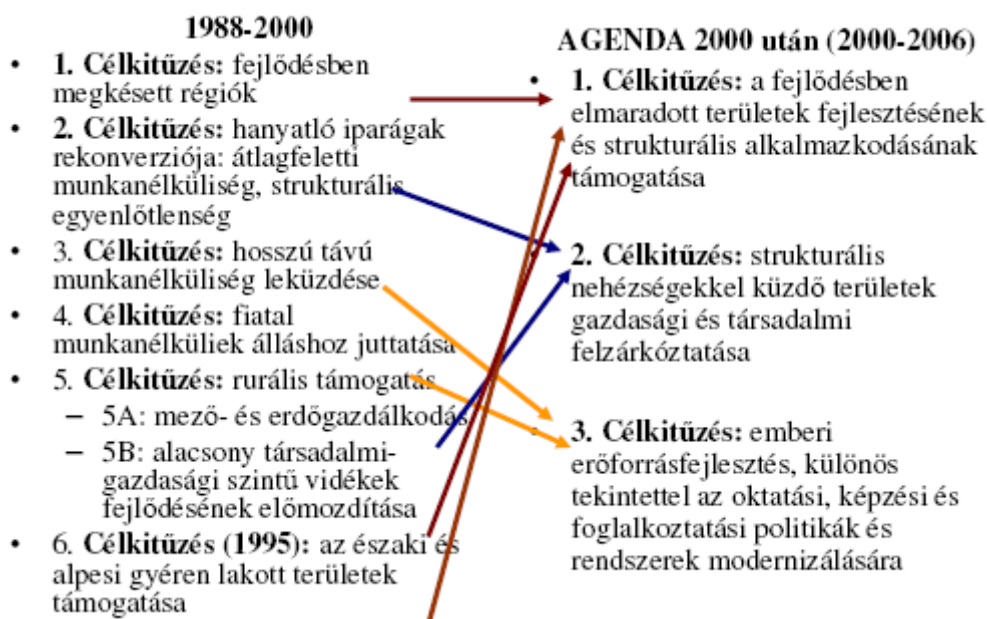 1988-2000
• 1. Célkitűzés: fejlődésben
megkésett régiók
• 2. Célkitűzés: hanyatló iparágak
rekonverziója: átlagfeletti
munkanélküliség, strukturális
egyenlőtlenség
• 3. Célkitűzés: hosszú távú
munkanélküliség leküzdése
• 4. Célkitűzés: fiatal
munkanélküliek álláshoz juttatása
• 5. Célkitűzés: rurális támogatás
– 5A: mező- és erdőgazdálkodás
– 5B: alacsony társadalmi-
gazdasági szintű vidékek
fejlődésének előmozdítása
• 6. Célkitűzés (1995): az északi és
alpesi gyéren lakott területek
támogatása
AGENDA 2000 után (2000-2006)
• 1. Célkitűzés: a fejlődésben
elmaradott területek fejlesztésének
és strukturális alkalmazkodásának
támogatása
• 2. Célkitűzés: strukturális
nehézségekkel küzdő területek
gazdasági és társadalmi
felzárkóztatása
• 3. Célkitűzés: emberi
erőforrásfejlesztés, különös
tekintettel az oktatási, képzési és
foglalkoztatási politikák és
rendszerek modernizálására